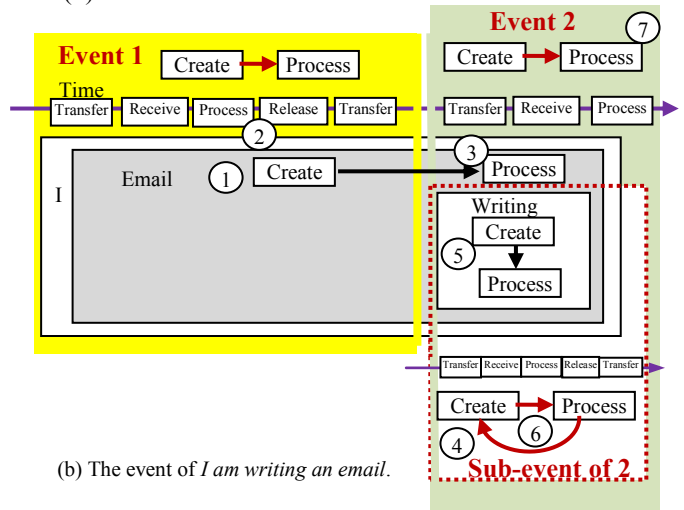 Event 2
7
Event 1
Create Process
Create Process
Time
Transfer Receive Process Release Transfer
Transfer Receive Process
2
3
I
Email
1
Create
Process
Writing
Create
5
Process
Transfer Receive Process Release Transfer
Create Process
4
6
Sub-event of 2
(b) The event of I am writing an email.